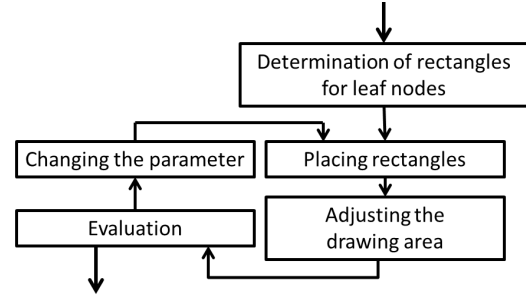 Determination of rectangles
for leaf nodes
Changing the parameter
Placing rectangles
Evaluation
Adjusting the
drawing area